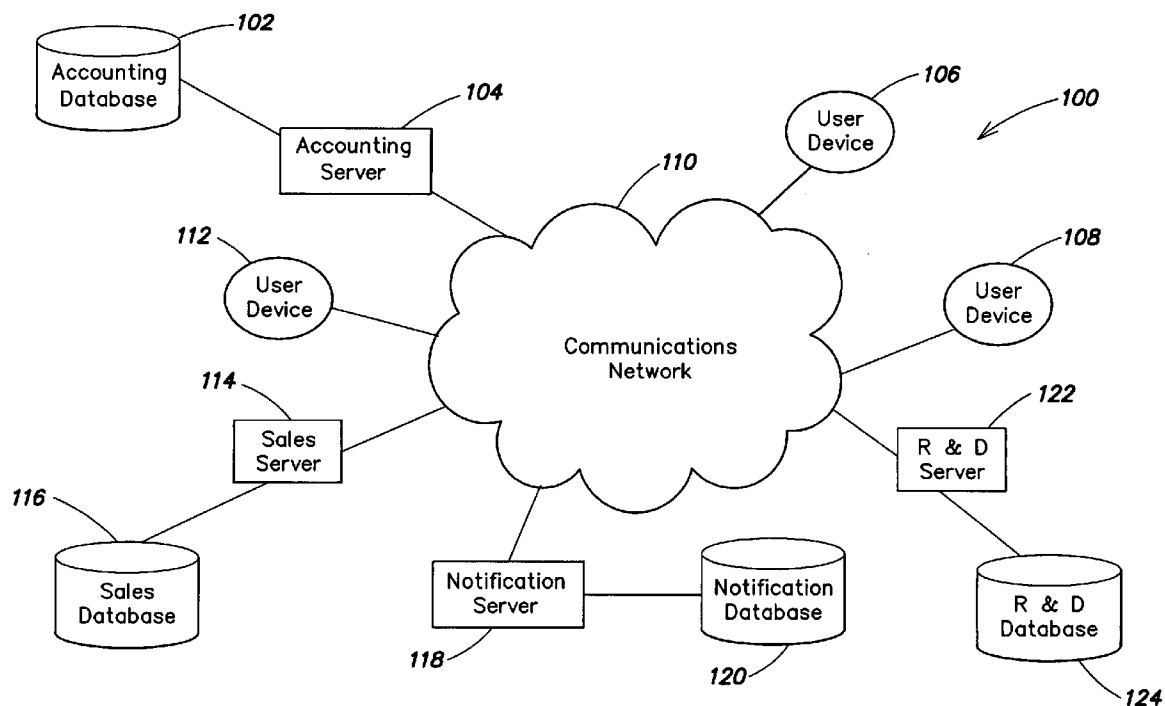 102
Accounting
Database
104
Accounting
Server
106
User
Device
100
110
112
User
Device
108
User
Device
Communications
Network
114
Sales
Server
122
R & D
Server
116
Sales
Database
Notification
Server
118
Notification
Database
120
R & D
Database
124